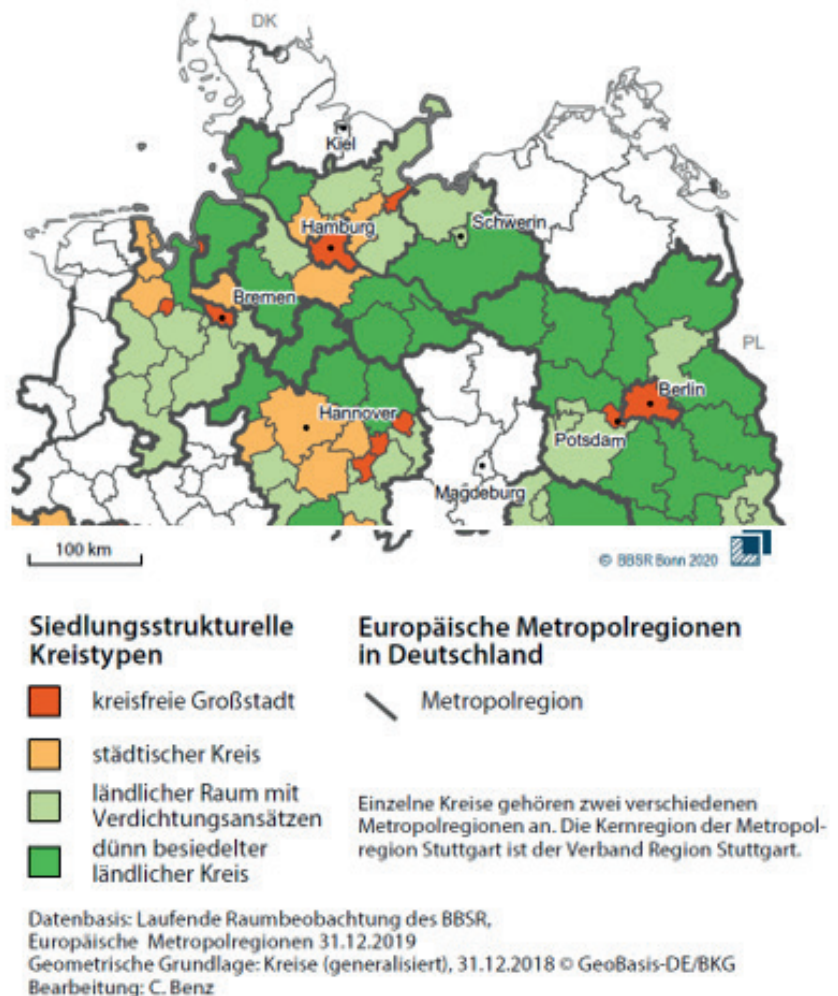 DK
Kiel
Schwerin
Hamburg
Bremen
PL
Berlin
Hannover
Potsdam
Magdeburg
100 km
© BBSR Bonn 2020
Siedlungsstrukturelle
Kreistypen
kreisfreie Großstadt
städtischer Kreis
ländlicher Raum mit
Verdichtungsansätzen
dünn besiedelter
ländlicher Kreis
Europäische Metropolregionen
in Deutschland
Metropolregion
Einzelne Kreise gehören zwei verschiedenen
Metropolregionen an. Die Kernregion der Metropol-
region Stuttgart ist der Verband Region Stuttgart.
Datenbasis: Laufende Raumbeobachtung des BBSR,
Europäische Metropolregionen 31.12.2019
Geometrische Grundlage: Kreise (generalisiert), 31.12.2018 © GeoBasis-DE/BKG
Bearbeitung: C. Benz